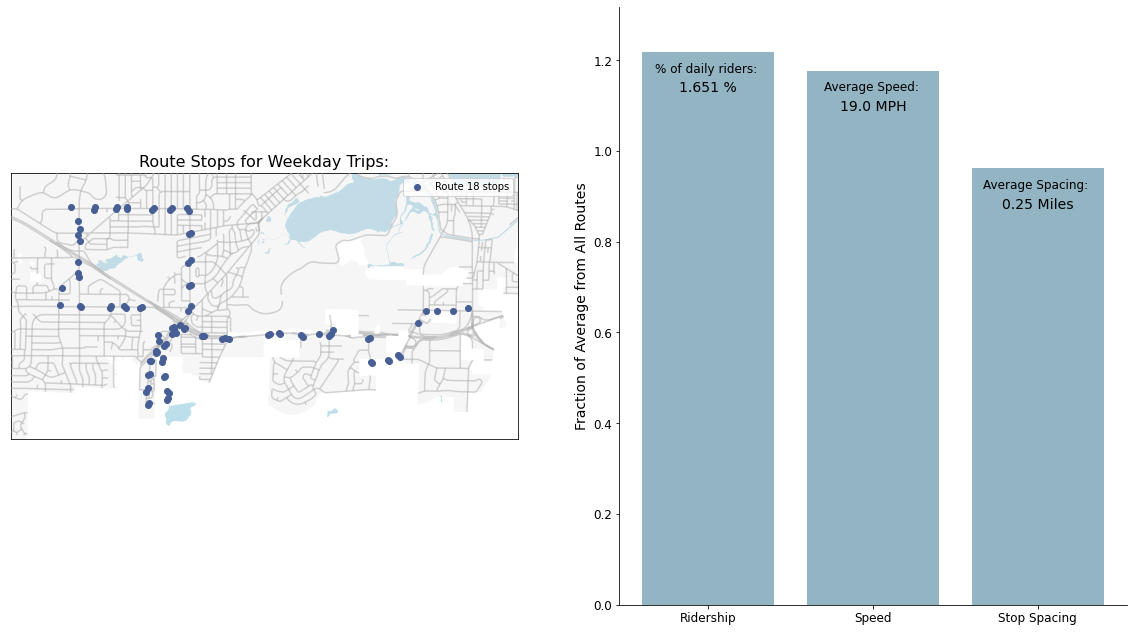 Route Stops for Weekday Trips:
Route 18 stops
Fraction of Average from All Routes
1.2
1.0
0.8
0.6
0.4
0.2
0.0
% of daily riders:
1.651 %
Average Speed:
19.0 MPH
Average Spacing:
0.25 Miles
Ridership
Speed
Stop Spacing